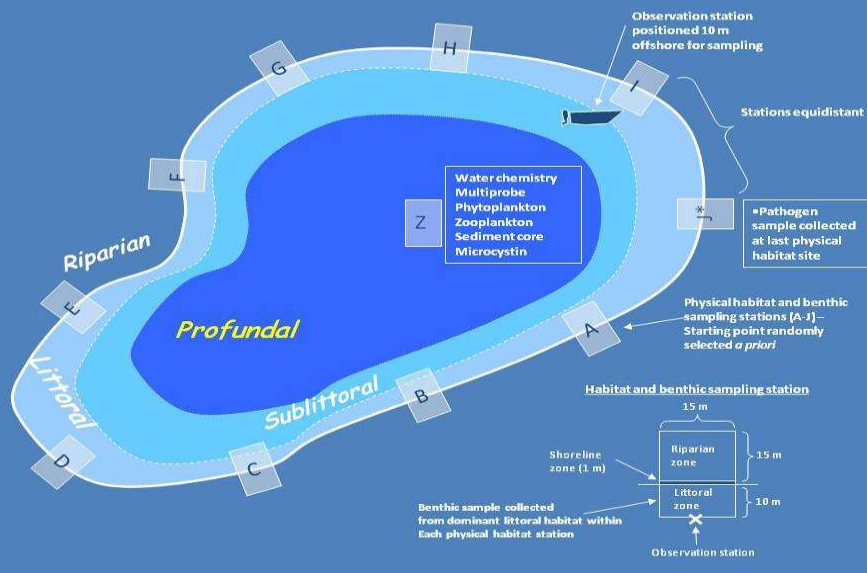 Observation station
positioned 10 m
offshore for sampling
H
G
I
Stations equidistant
F
Water chemistry
Multiprobe
Phytoplankton
Zooplankton
Sediment core
Microcystin
Z
J*
▪Pathogen
sample collected
at last physical
habitat site
Riparian
E
Profundal
Physical habitat and benthic
sampling stations (A-J) –
Starting point randomly
selected a priori
A
Littoral
Sublittoral
B
D
C
Habitat and benthic sampling station
15 m
Riparian
zone
15 m
Shoreline
zone (1 m)
Littoral
zone
10 m
Benthic sample collected
from dominant littoral habitat within
Each physical habitat station
Observation station